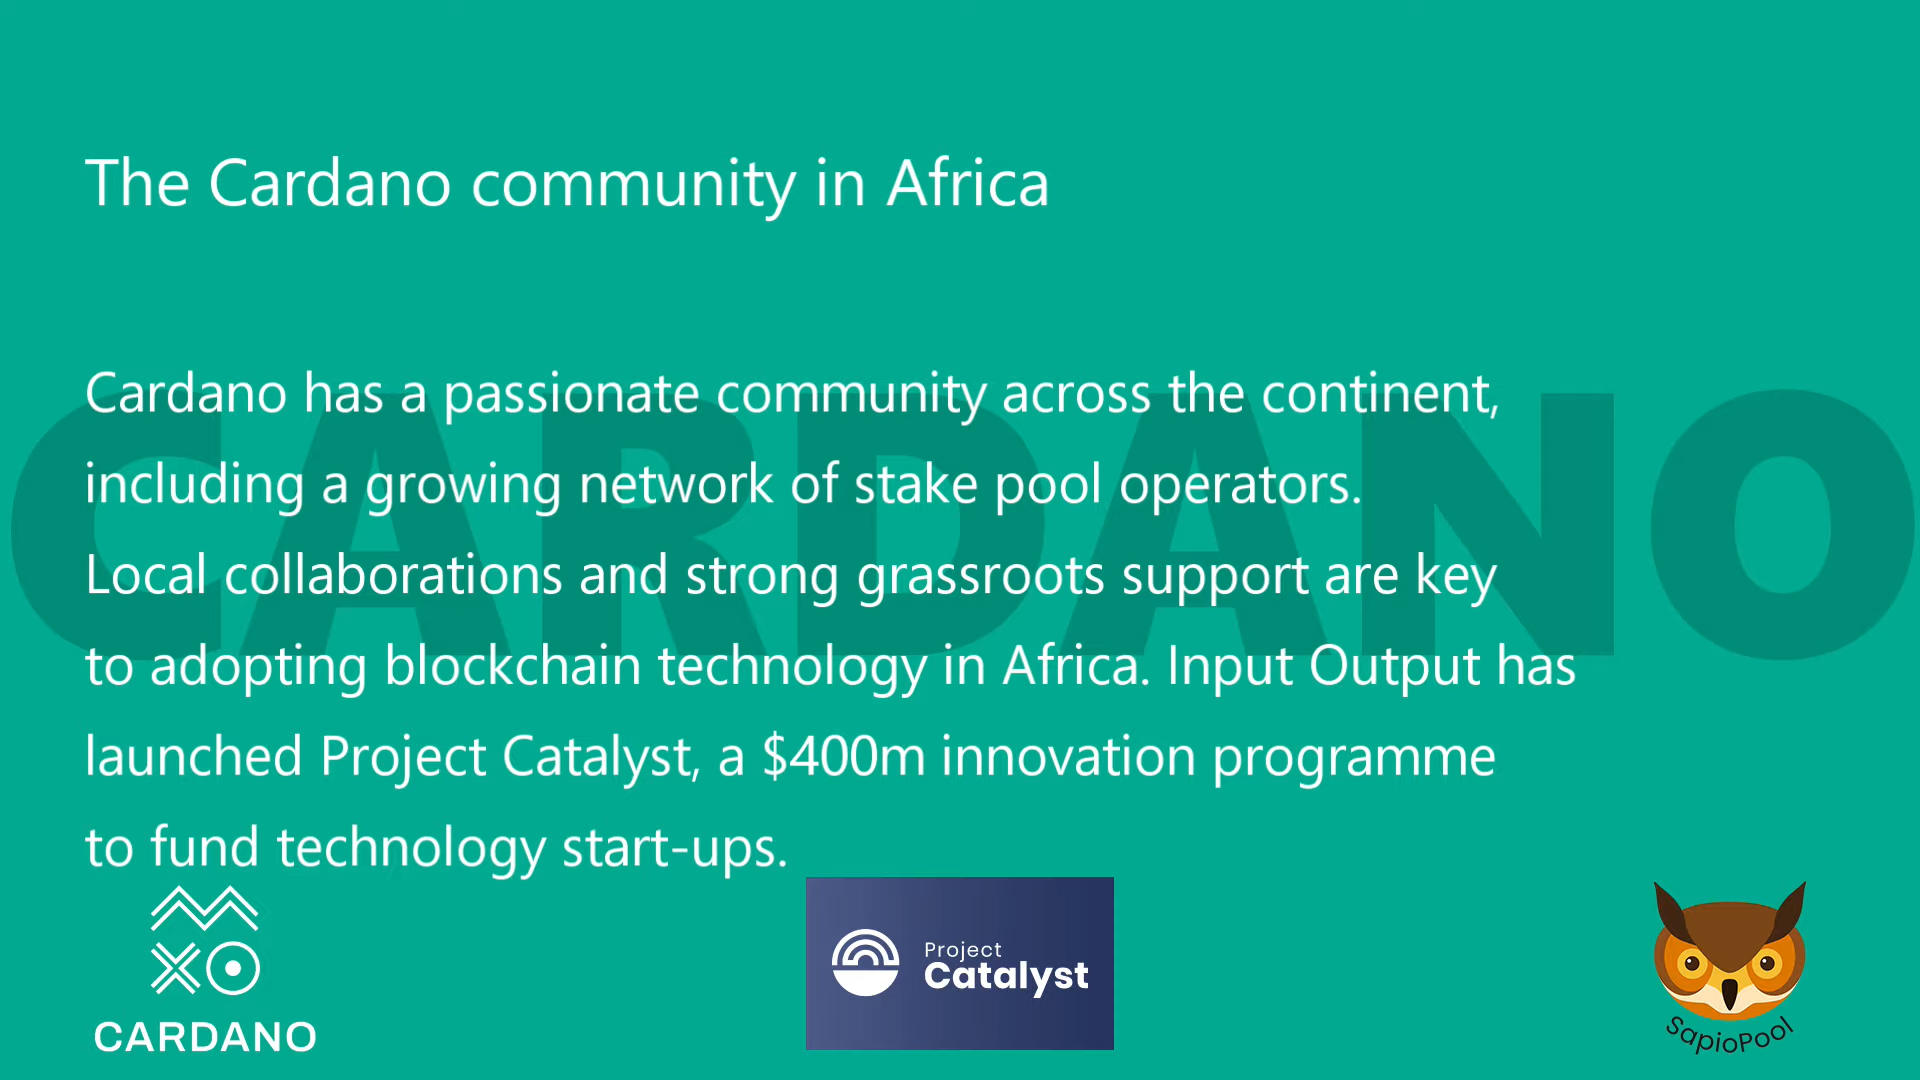 The Cardano community in Africa
Cardano has a passionate community across the continent,
including a growing network of stake pool operators.
Local collaborations and strong grassroots support are key
to adopting blockchain technology in Africa. Input Output has
launched Project Catalyst, a $400m innovation programme
to fund technology start-ups.
CARDANO
CARDANO
Project
Catalyst
SapioPool